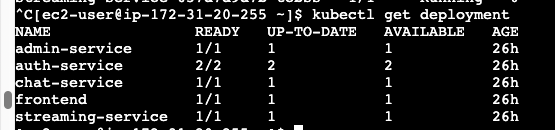 ^C[ec2-user@ip-172-31-20-255 ~]$ kubectl get deployment
NAME READY UP-TO-DATE AVAILABLE AGE
admin-service 1/1 1 1 26h
auth-service 2/2 2 2 26h
chat-service 1/1 1 1 26h
frontend 1/1 1 1 26h
streaming-service 1/1 1 1 26h